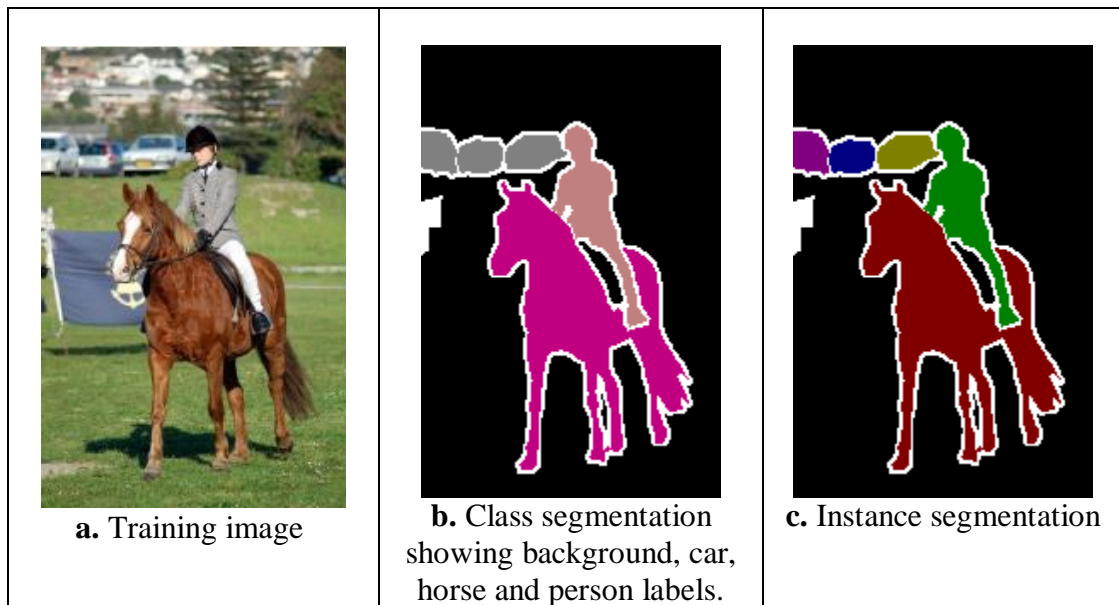 a. Training image
b. Class segmentation
showing background, car,
horse and person labels.
c. Instance segmentation